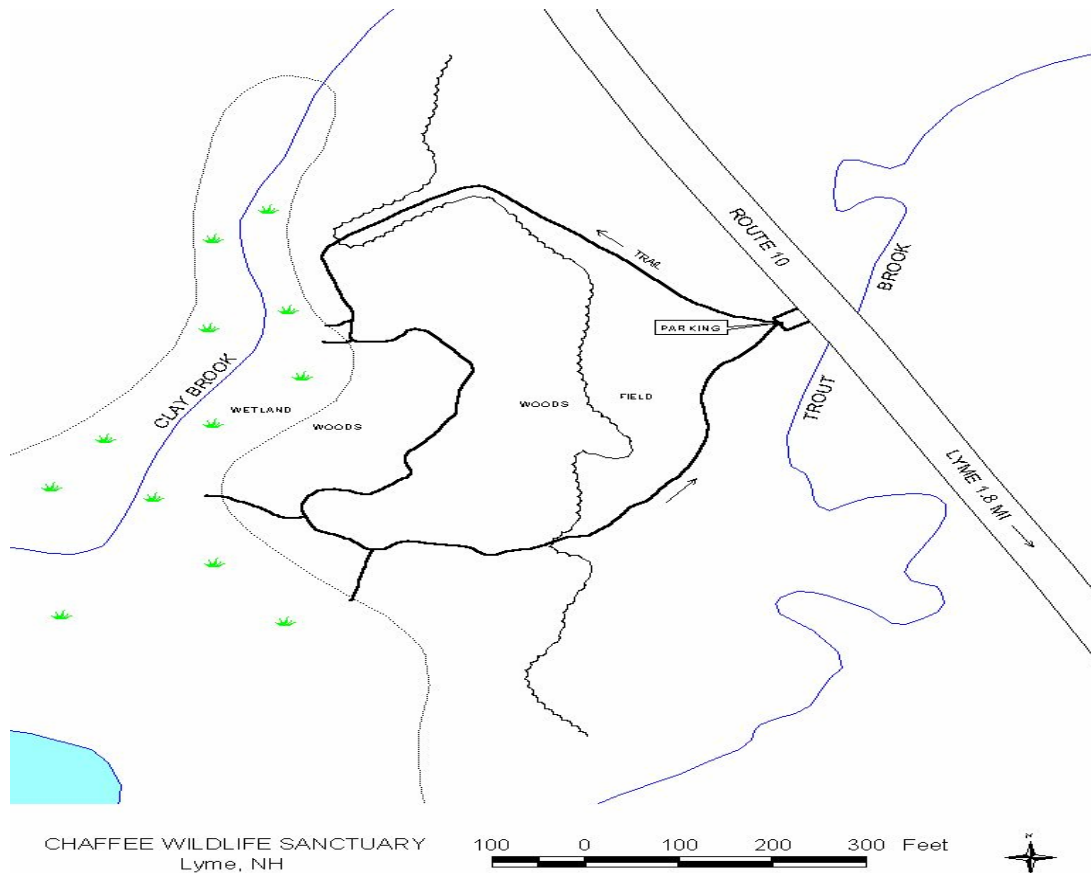 ROUTE 10
TRAIL
BROOK
PARKING
CLAY BROOK
TROUT
WETLAND
WOODS
WOODS
FIELD
LYME 1.8 MI
CHAFFEE WILDLIFE SANCTUARY
Lyme, NH
100 0 100 200 300 Feet
N